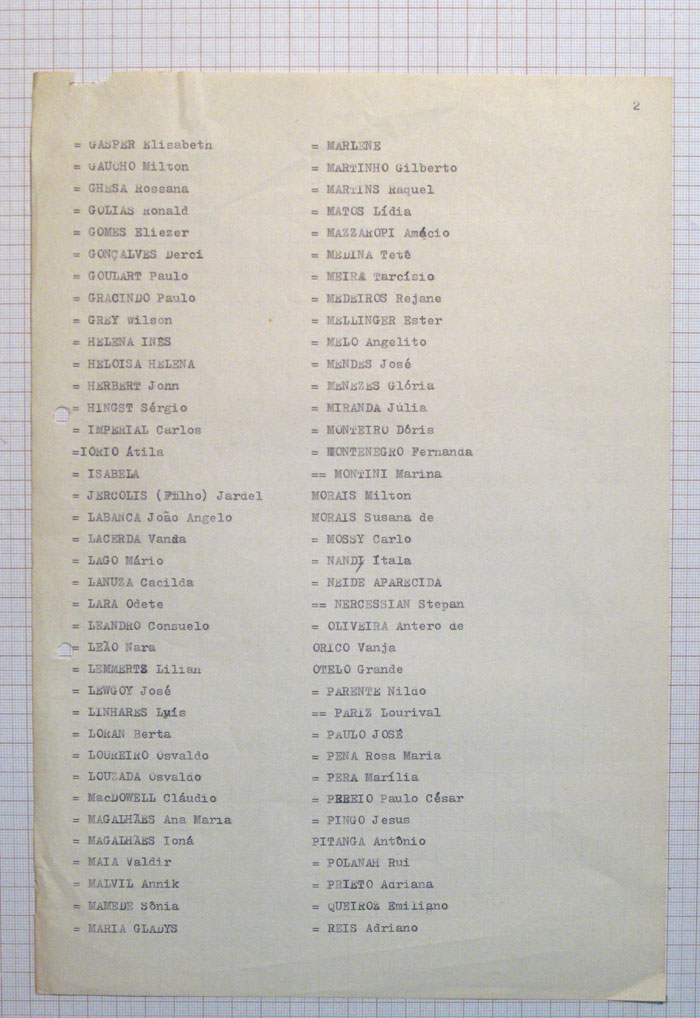 2
= GASPER Elisabeth
= GAUCHO Milton
= GHESA Rossana
= GOLIAS Ronald
= GOMES Eliezer
= GONÇALVES Derci
= GOULART Paulo
= GRACINDO Paulo
= GREY Wilson
= HELENA INES
= HELOISA HELENA
= HERBERT John
= HINGST Sérgio
= IMPERIAL Carlos
=IORIO Átila
= ISABELA
= JERCOLIS (Filho) Jardel
= LABANCA João Angelo
= LACERDA Vanda
= LAGO Mário
= LANUZA Cacilda
= LARA Odete
= LEANDRO Consuelo
= LEÃO Nara
= LEMMERTZ Lilian
= LEWGOY José
= LINHARES Luís
= LORAN Berta
= LOUREIRO Osvaldo
= LOUZADA Osvaldo
= MacDOWELL Cláudio
= MAGALHÃES Ana Maria
= MAGALHÃES Ioná
= MAIA Valdir
= MALVIL Annik
= MAMEDE Sônia
= MARIA GLADYS
= MARLENE
= MARTINHO Gilberto
= MARTINS Raquel
= MATOS Lídia
= MAZZAROPI Amácio
= MEDINA Tetê
= MEIRA Tarcísio
= MEDEIROS Rejane
= MELLINGER Ester
= MELO Angelito
= MENDES José
= MENEZES Glória
= MIRANDA Júlia
= MONTEIRO Dóris
= MONTENEGRO Fernanda
== MONTINI Marina
MORAIS Milton
MORAIS Susana de
= MOSSY Carlo
= NANDY Ítala
= NEIDE APARECIDA
== NERCESSIAN Stepan
= OLIVEIRA Antero de
ORICO Vanja
OTELO Grande
= PARENTE Nildo
== PARIZ Lourival
= PAULO JOSÉ
= PENA Rosa Maria
= PERA Marília
= PEREIO Paulo César
= PINGO Jesus
PITANGA Antônio
= POLANAH Rui
= PRIETO Adriana
= QUEIROZ Emiliano
= REIS Adriano